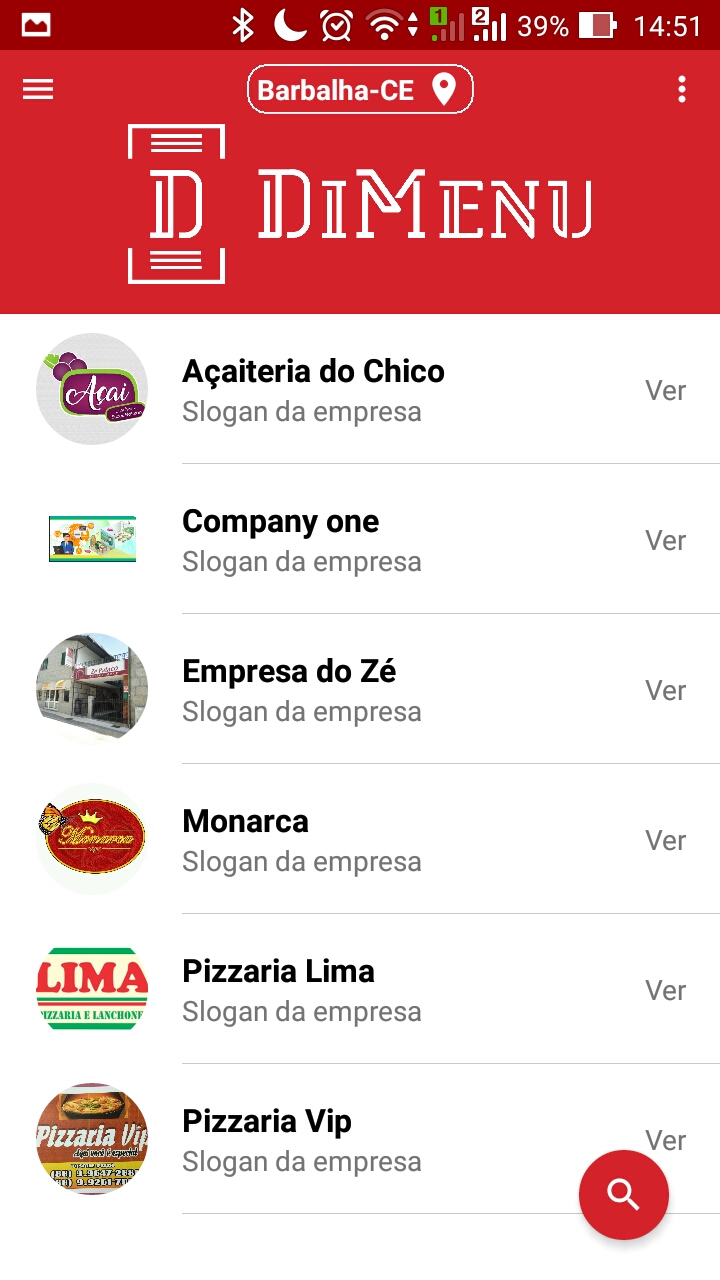 1
2
39%
14:51
Barbalha-CE
D DIMENU
Açaí
Açaiteria do Chico
Slogan da empresa
Ver
Company one
Slogan da empresa
Ver
Empresa do Zé
Slogan da empresa
Ver
Monarca
Monarca
Slogan da empresa
Ver
LIMA
IZZARIA E LANCHONE
Pizzaria Lima
Slogan da empresa
Ver
Pizzaria Vip
Pizzaria Vip
Slogan da empresa
Ver